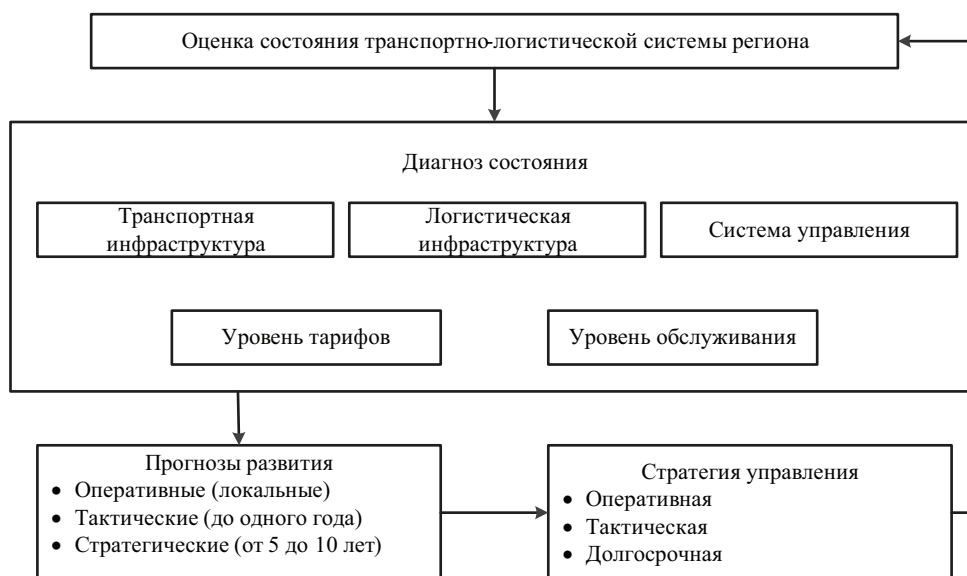 Оценка состояния транспортно-логистической системы региона
Диагноз состояния
Транспортная
инфраструктура
Логистическая
инфраструктура
Система управления
Уровень тарифов
Уровень обслуживания
Прогнозы развития
• Оперативные (локальные)
• Тактические (до одного года)
• Стратегические (от 5 до 10 лет)
Стратегия управления
• Оперативная
• Тактическая
• Долгосрочная